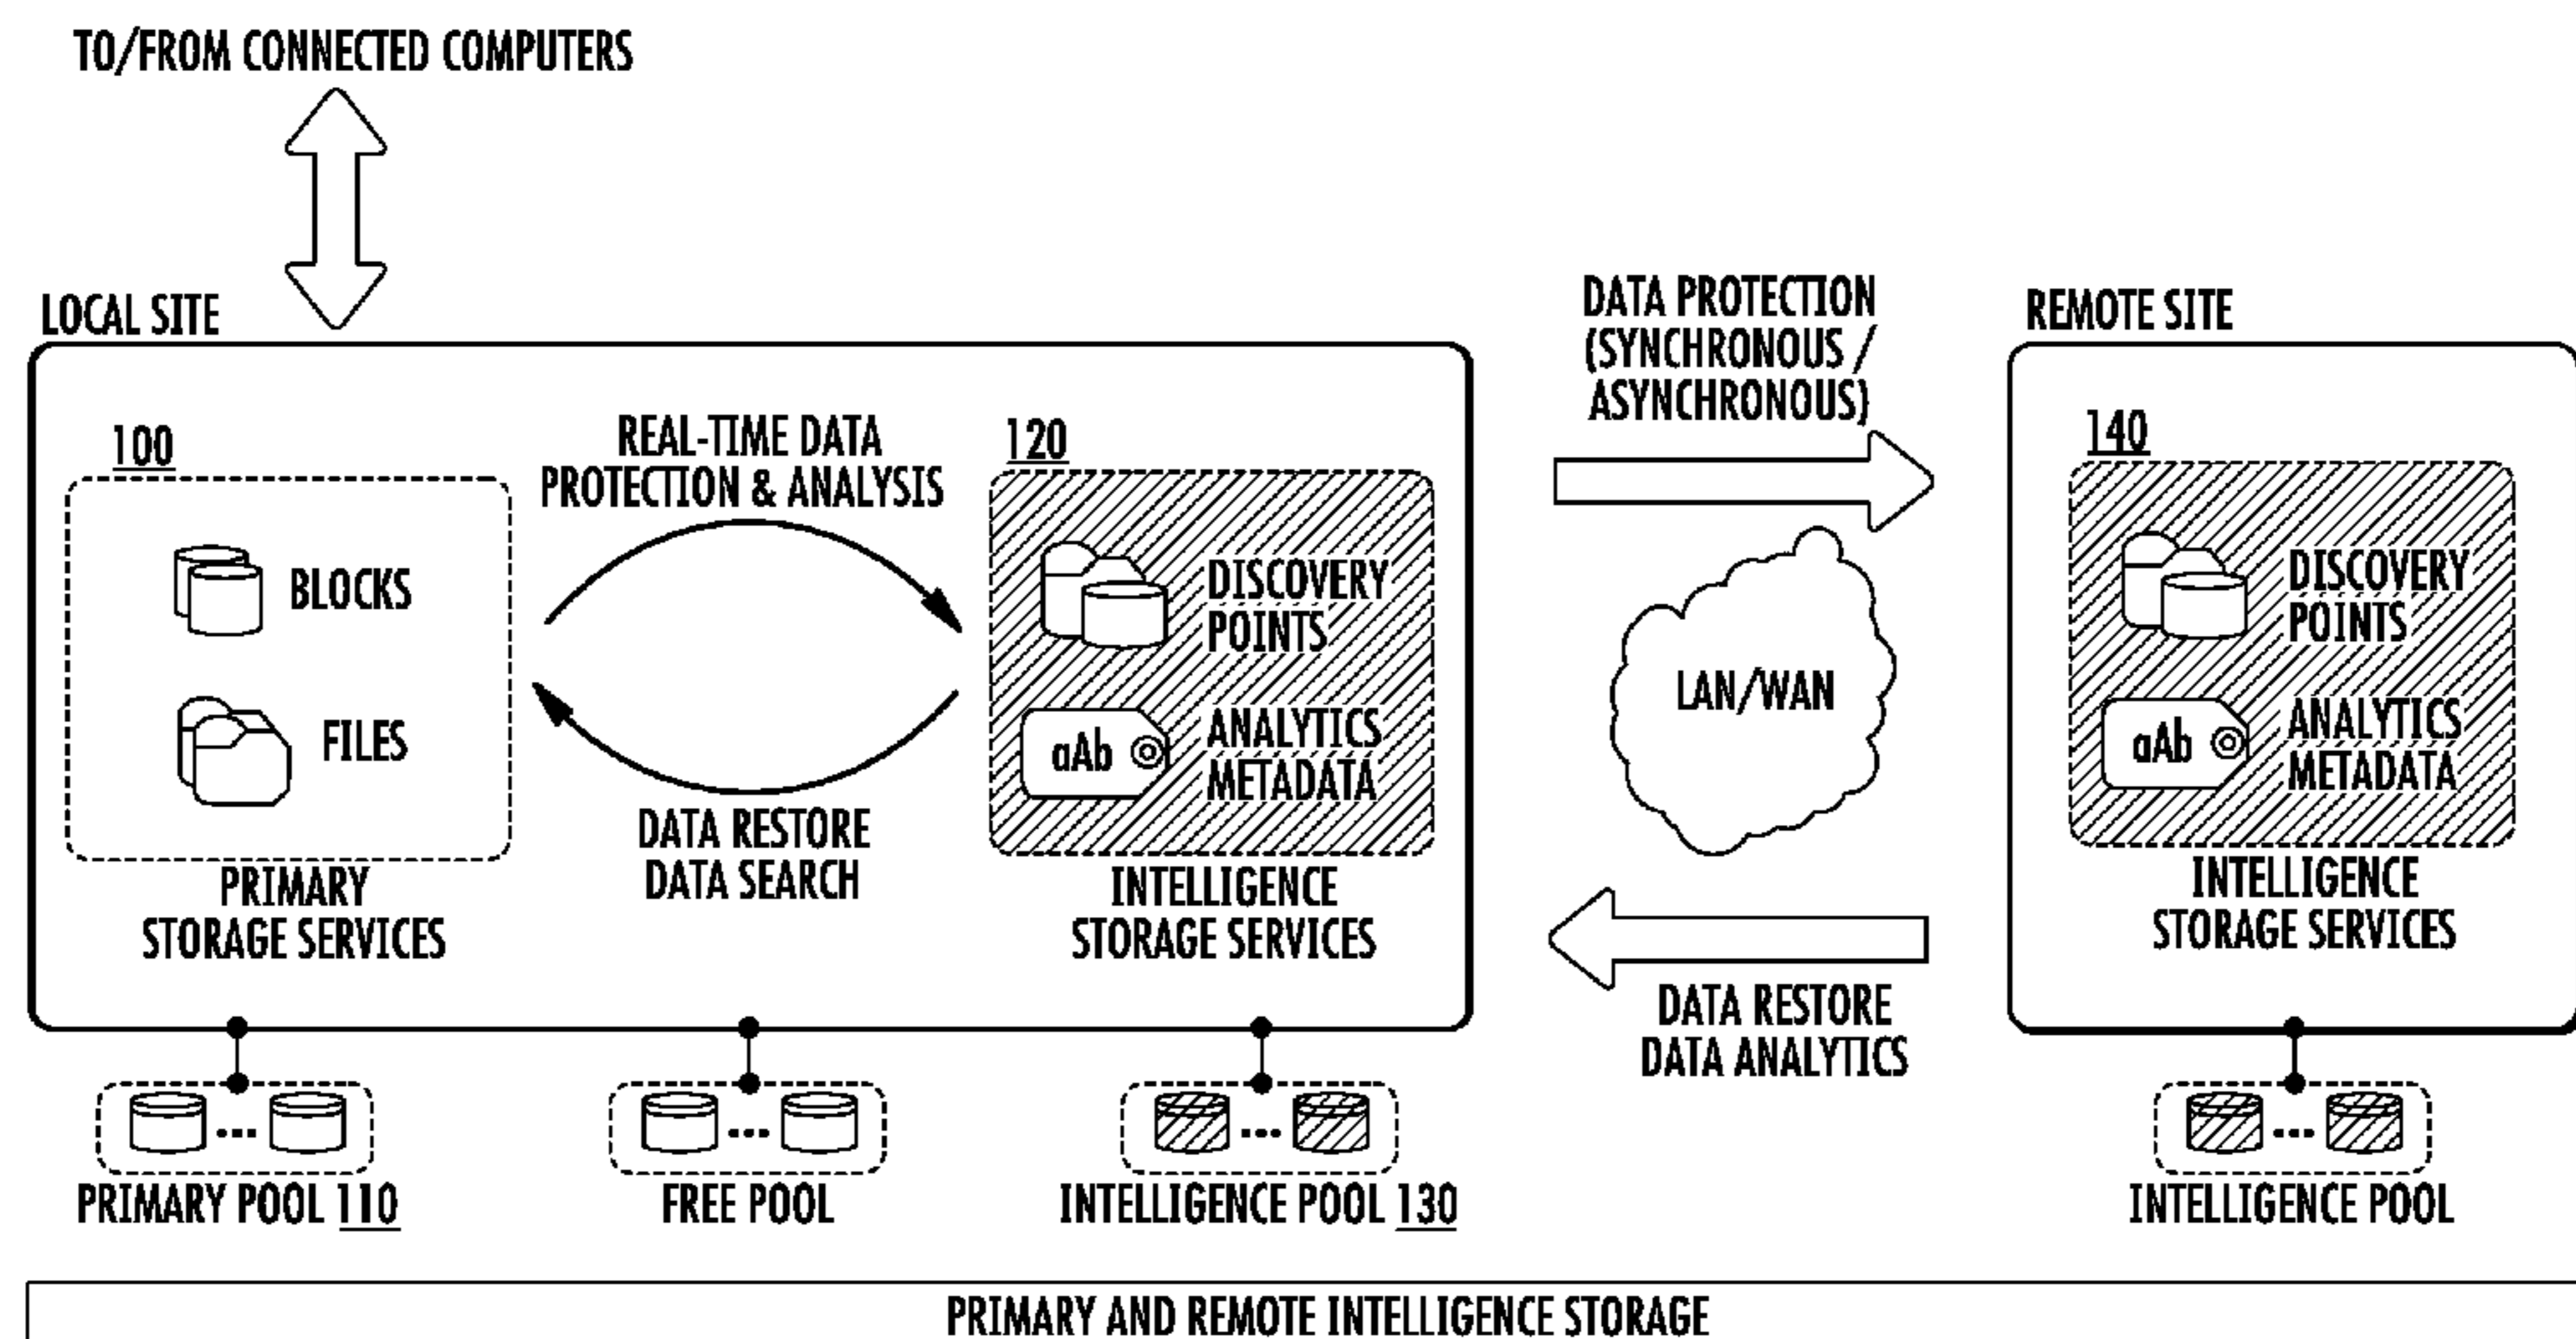 TO/FROM CONNECTED COMPUTERS
LOCAL SITE
100
BLOCKS
FILES
PRIMARY
STORAGE SERVICES
REAL-TIME DATA
PROTECTION & ANALYSIS
DATA RESTORE
DATA SEARCH
120
DISCOVERY
POINTS
aAb
ANALYTICS
METADATA
INTELLIGENCE
STORAGE SERVICES
DATA PROTECTION
(SYNCHRONOUS /
ASYNCHRONOUS)
LAN/WAN
DATA RESTORE
DATA ANALYTICS
REMOTE SITE
140
DISCOVERY
POINTS
aAb
ANALYTICS
METADATA
INTELLIGENCE
STORAGE SERVICES
PRIMARY POOL 110
FREE POOL
INTELLIGENCE POOL 130
INTELLIGENCE POOL
PRIMARY AND REMOTE INTELLIGENCE STORAGE